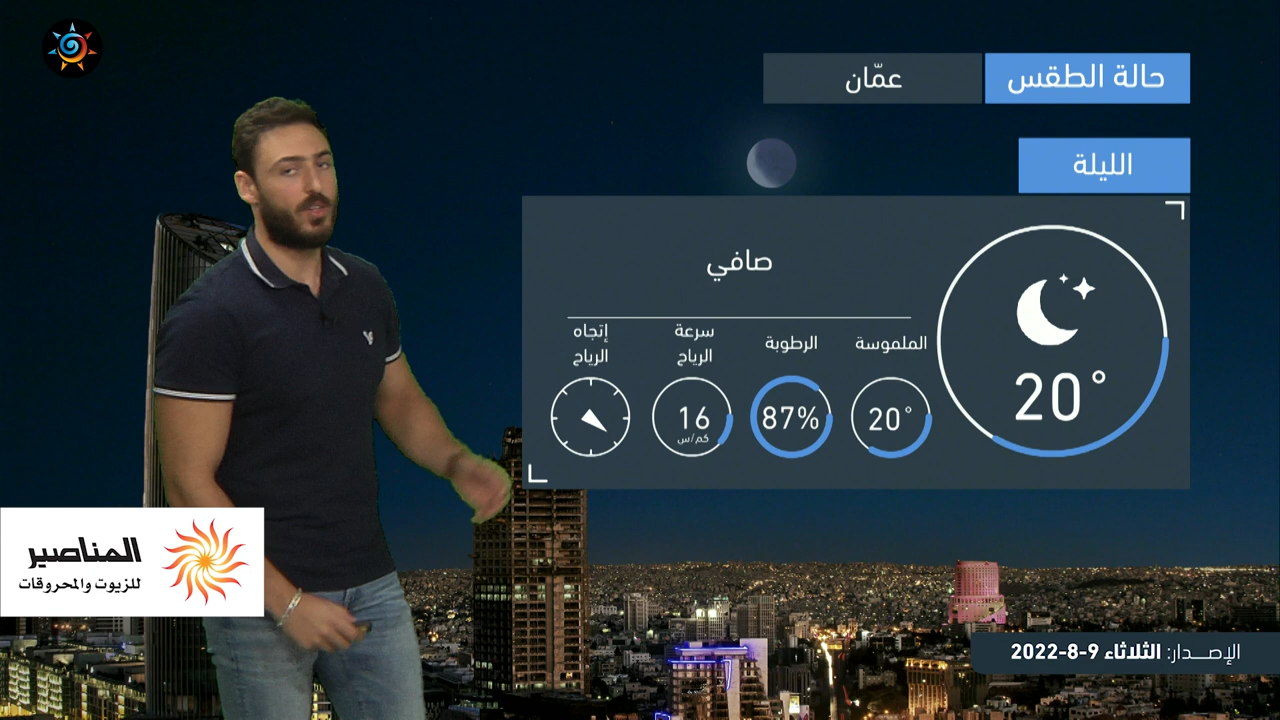 حالة الطقس
عمّان
الليلة
صافي
20°
الملموسة
20°
الرطوبة
87%
سرعة
الرياح
16
كم/س
إتجاه
الرياح
المناصير
للزيوت والمحروقات
الإصـــدار: الثلاثاء 9-8-2022